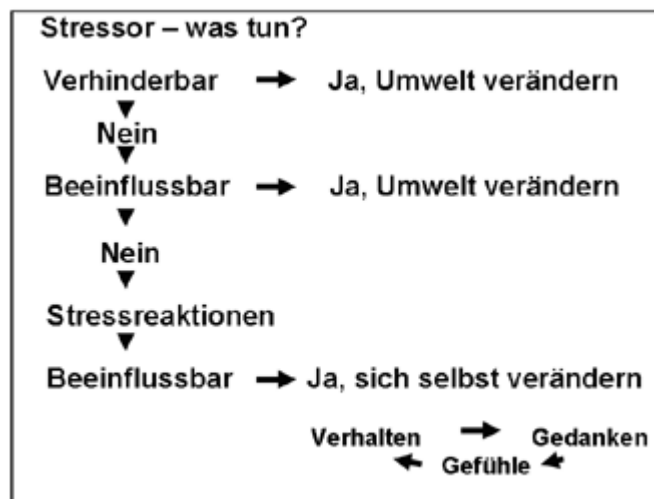 Stressor – was tun?
Verhinderbar Ja, Umwelt verändern
Nein
Beeinflussbar Ja, Umwelt verändern
Nein
Stressreaktionen
Beeinflussbar Ja, sich selbst verändern
Verhalten Gedanken
Gefühle